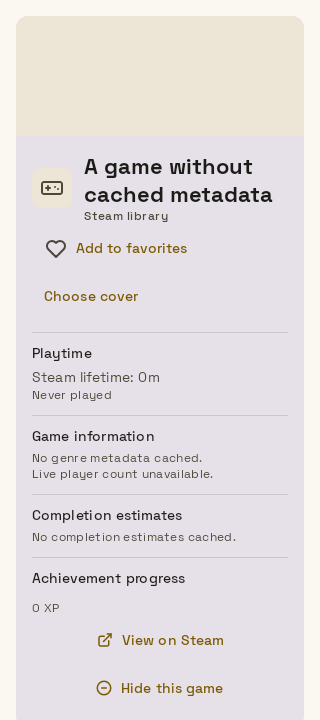 A game without
cached metadata
Steam library
Add to favorites
Choose cover
Playtime
Steam lifetime: 0m
Never played
Game information
No genre metadata cached.
Live player count unavailable.
Completion estimates
No completion estimates cached.
Achievement progress
0 XP
View on Steam
Hide this game